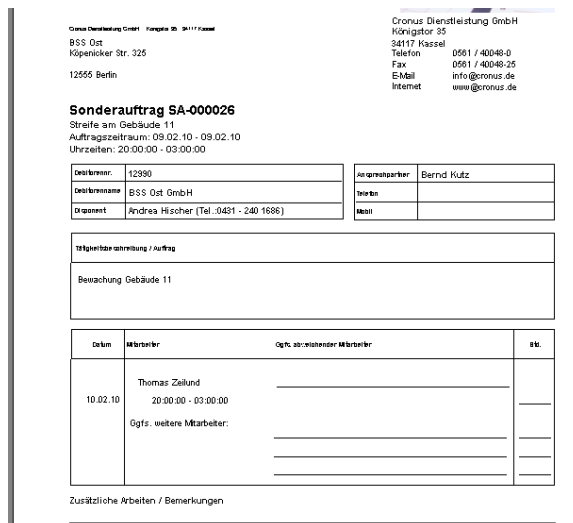 Cronus Dienstleistung GmbH Königstor 35 34117 Kassel
BSS Ost
Köpenicker Str. 325
12555 Berlin
Cronus Dienstleistung GmbH
Königstor 35
34117 Kassel
Telefon 0561 / 40048-0
Fax 0561 / 40048-25
E-Mail info@cronus.de
Internet www@cronus.de
Sonderauftrag SA-000026
Streife am Gebäude 11
Auftragszeitraum: 09.02.10 - 09.02.10
Uhrzeiten: 20:00:00 - 03:00:00
Debitorennr. 12990
Debitorenname BSS Ost GmbH
Disponent Andrea Hischer (Tel.:0431 - 240 1686)
Ansprechpartner Bernd Kutz
Telefon
Mobil
Tätigkeitsbeschreibung / Auftrag
Bewachung Gebäude 11
Datum Mitarbeiter Ggfs. abweichender Mitarbeiter Std.
Thomas Zeilund
10.02.10 20:00:00 - 03:00:00
Ggfs. weitere Mitarbeiter:
Zusätzliche Arbeiten / Bemerkungen